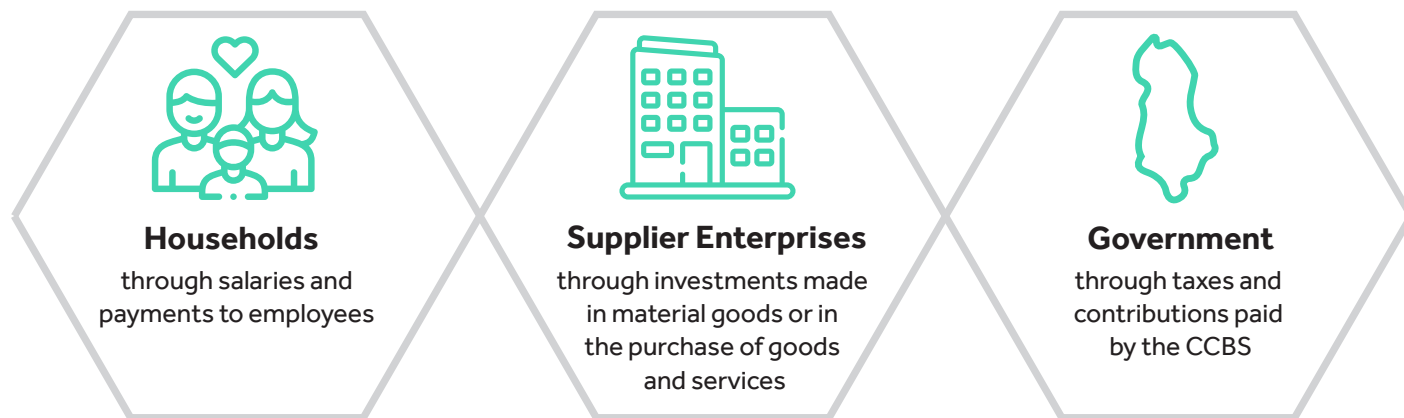 Households
through salaries and
payments to employees
Supplier Enterprises
through investments made
in material goods or in
the purchase of goods
and services
Government
through taxes and
contributions paid
by the CCBS